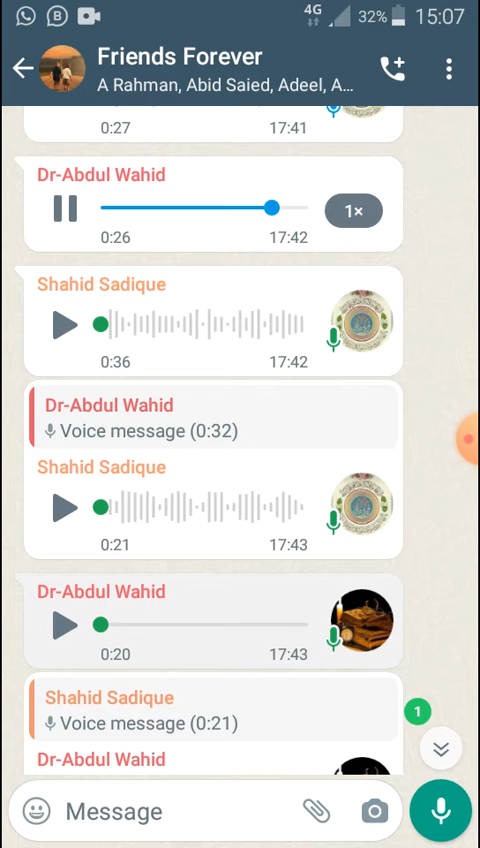 4G 32% 15:07
Friends Forever
A Rahman, Abid Saied, Adeel, A...
0:27 17:41
Dr-Abdul Wahid
1×
0:26 17:42
Shahid Sadique
0:36 17:42
Dr-Abdul Wahid
Voice message (0:32)
Shahid Sadique
0:21 17:43
Dr-Abdul Wahid
0:20 17:43
Shahid Sadique
Voice message (0:21)
1
Dr-Abdul Wahid
Message